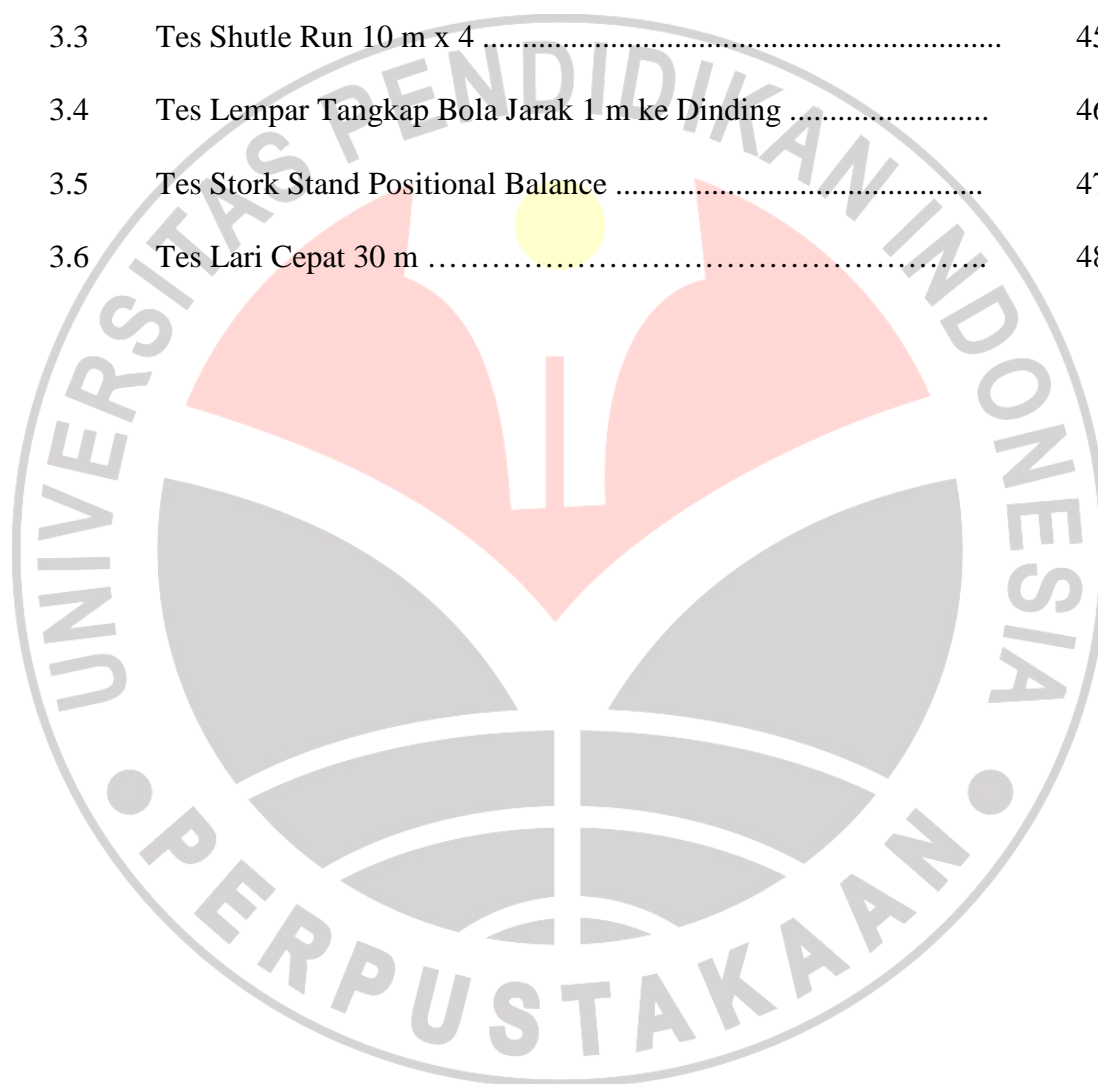 3.3 Tes Shutle Run 10 m x 4 ................................................................. 45
3.4 Tes Lempar Tangkap Bola Jarak 1 m ke Dinding ......................... 46
3.5 Tes Stork Stand Positional Balance .............................................. 47
3.6 Tes Lari Cepat 30 m …………………………………………….. 48
UNIVERSITAS PENDIDIKAN INDONESIA
PERPUSTAKAAN